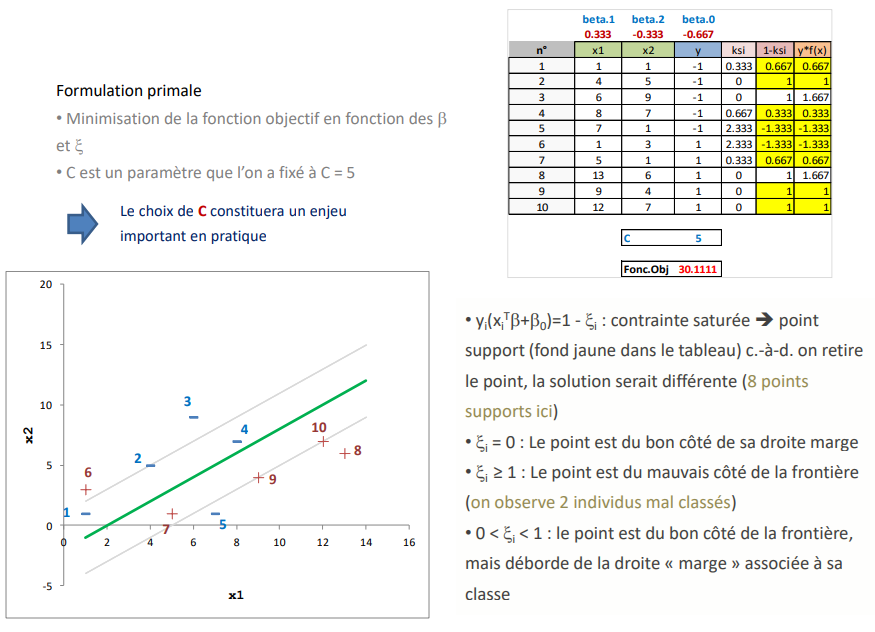 Formulation primale
• Minimisation de la fonction objectif en fonction des β
et ξ
• C est un paramètre que l'on a fixé à C = 5
Le choix de C constituera un enjeu
important en pratique
beta.1 beta.2 beta.0
0.333 -0.333 -0.667
n° x1 x2 y ksi 1-ksi y*f(x)
1 1 1 -1 0.333 0.667 0.667
2 4 5 -1 0 1 1
3 6 9 -1 0 1 1.667
4 8 7 -1 0.667 0.333 0.333
5 7 1 -1 2.333 -1.333 -1.333
6 1 3 1 2.333 -1.333 -1.333
7 5 1 1 0.333 0.667 0.667
8 13 6 1 0 1 1.667
9 9 4 1 0 1 1
10 12 7 1 0 1 1
C 5
Fonc.Obj 30.1111
20
15
10
5
0
-5
x2
0 2 4 6 8 10 12 14 16
x1
1
2
3
4
5
6
7
8
9
10
• yi(xiTβ+β0)=1 - ξi : contrainte saturée ➔ point
support (fond jaune dans le tableau) c.-à-d. on retire
le point, la solution serait différente (8 points
supports ici)
• ξi = 0 : Le point est du bon côté de sa droite marge
• ξi ≥ 1 : Le point est du mauvais côté de la frontière
(on observe 2 individus mal classés)
• 0 < ξi < 1 : le point est du bon côté de la frontière,
mais déborde de la droite « marge » associée à sa
classe